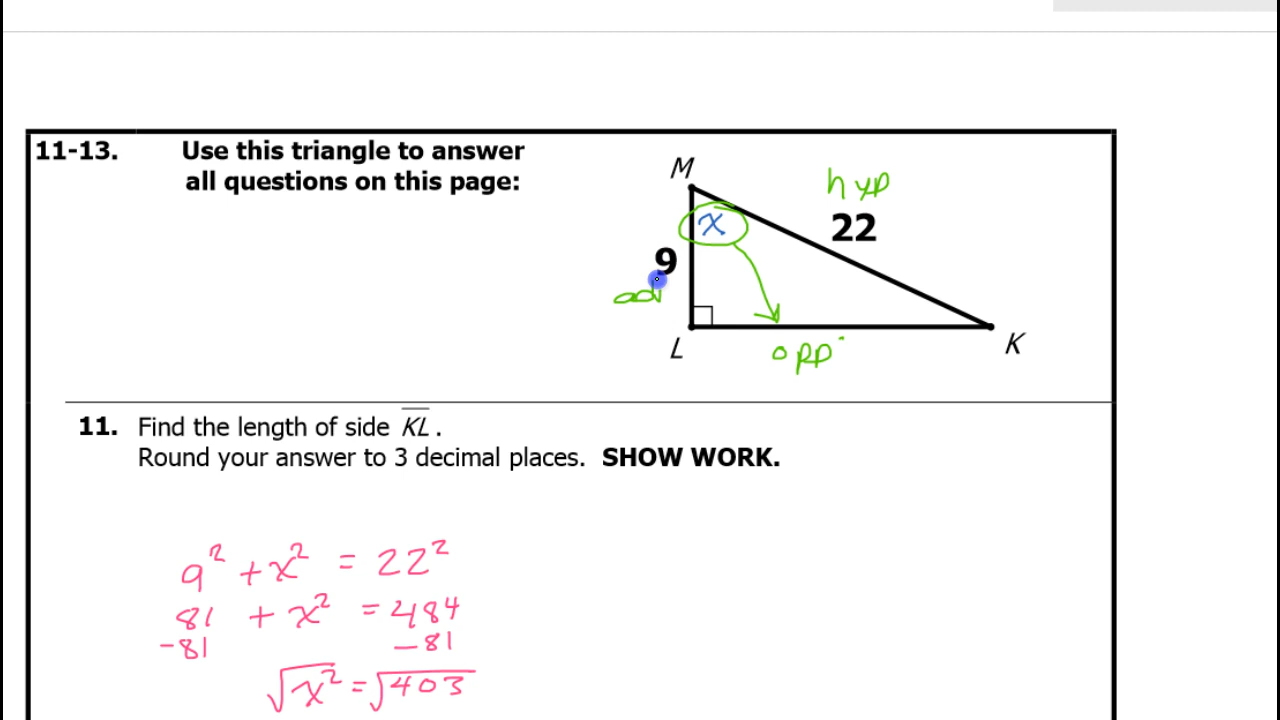 11-13. Use this triangle to answer
all questions on this page:
M
hyp
x
22
9
adj
L
opp
K
11. Find the length of side KL.
Round your answer to 3 decimal places. SHOW WORK.
9² + x² = 22²
81 + x² = 484
-81 -81
√x² = √403